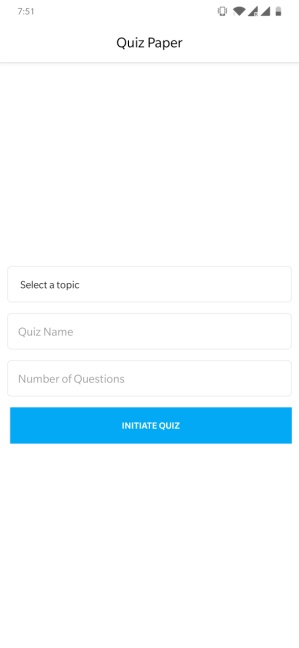 7:51
Quiz Paper
Select a topic
Quiz Name
Number of Questions
INITIATE QUIZ